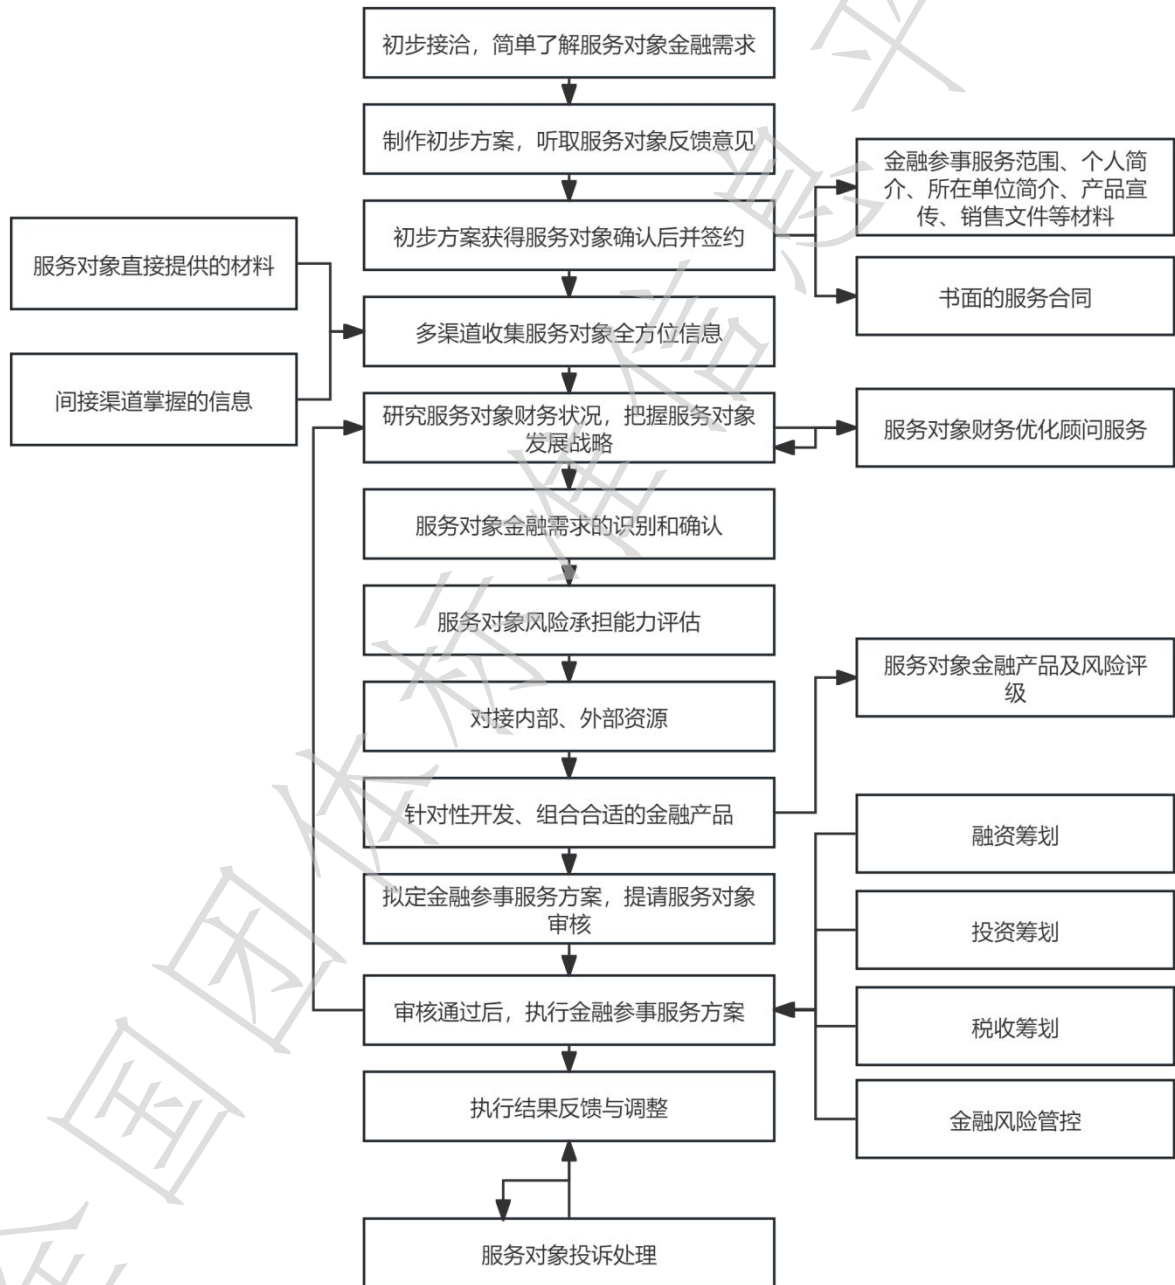 初步接洽，简单了解服务对象金融需求
制作初步方案，听取服务对象反馈意见
金融参事服务范围、个人简
介、所在单位简介、产品宣
传、销售文件等材料
初步方案获得服务对象确认后并签约
服务对象直接提供的材料
书面的服务合同
多渠道收集服务对象全方位信息
间接渠道掌握的信息
研究服务对象财务状况，把握服务对象
发展战略
服务对象财务优化顾问服务
服务对象金融需求的识别和确认
服务对象风险承担能力评估
服务对象金融产品及风险评
级
对接内部、外部资源
针对性开发、组合合适的金融产品
融资筹划
拟定金融参事服务方案，提请服务对象
审核
投资筹划
审核通过后，执行金融参事服务方案
税收筹划
执行结果反馈与调整
金融风险管控
服务对象投诉处理
全国团体标准信息平